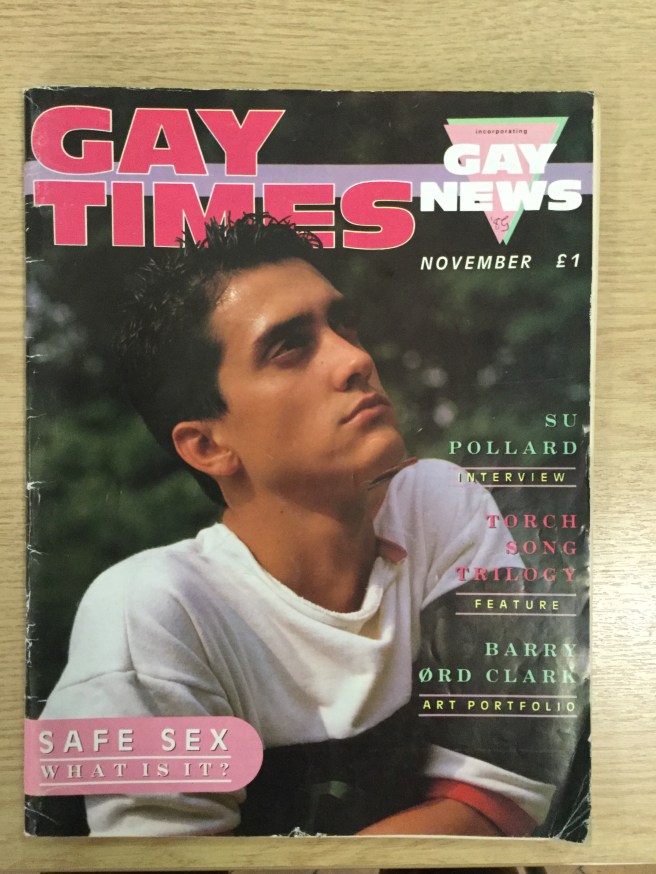 GAY
TIMES
incorporating
GAY
NEWS
'85
NOVEMBER £1
SU
POLLARD
INTERVIEW
TORCH
SONG
TRILOGY
FEATURE
BARRY
ØRD CLARK
ART PORTFOLIO
SAFE SEX
WHAT IS IT?